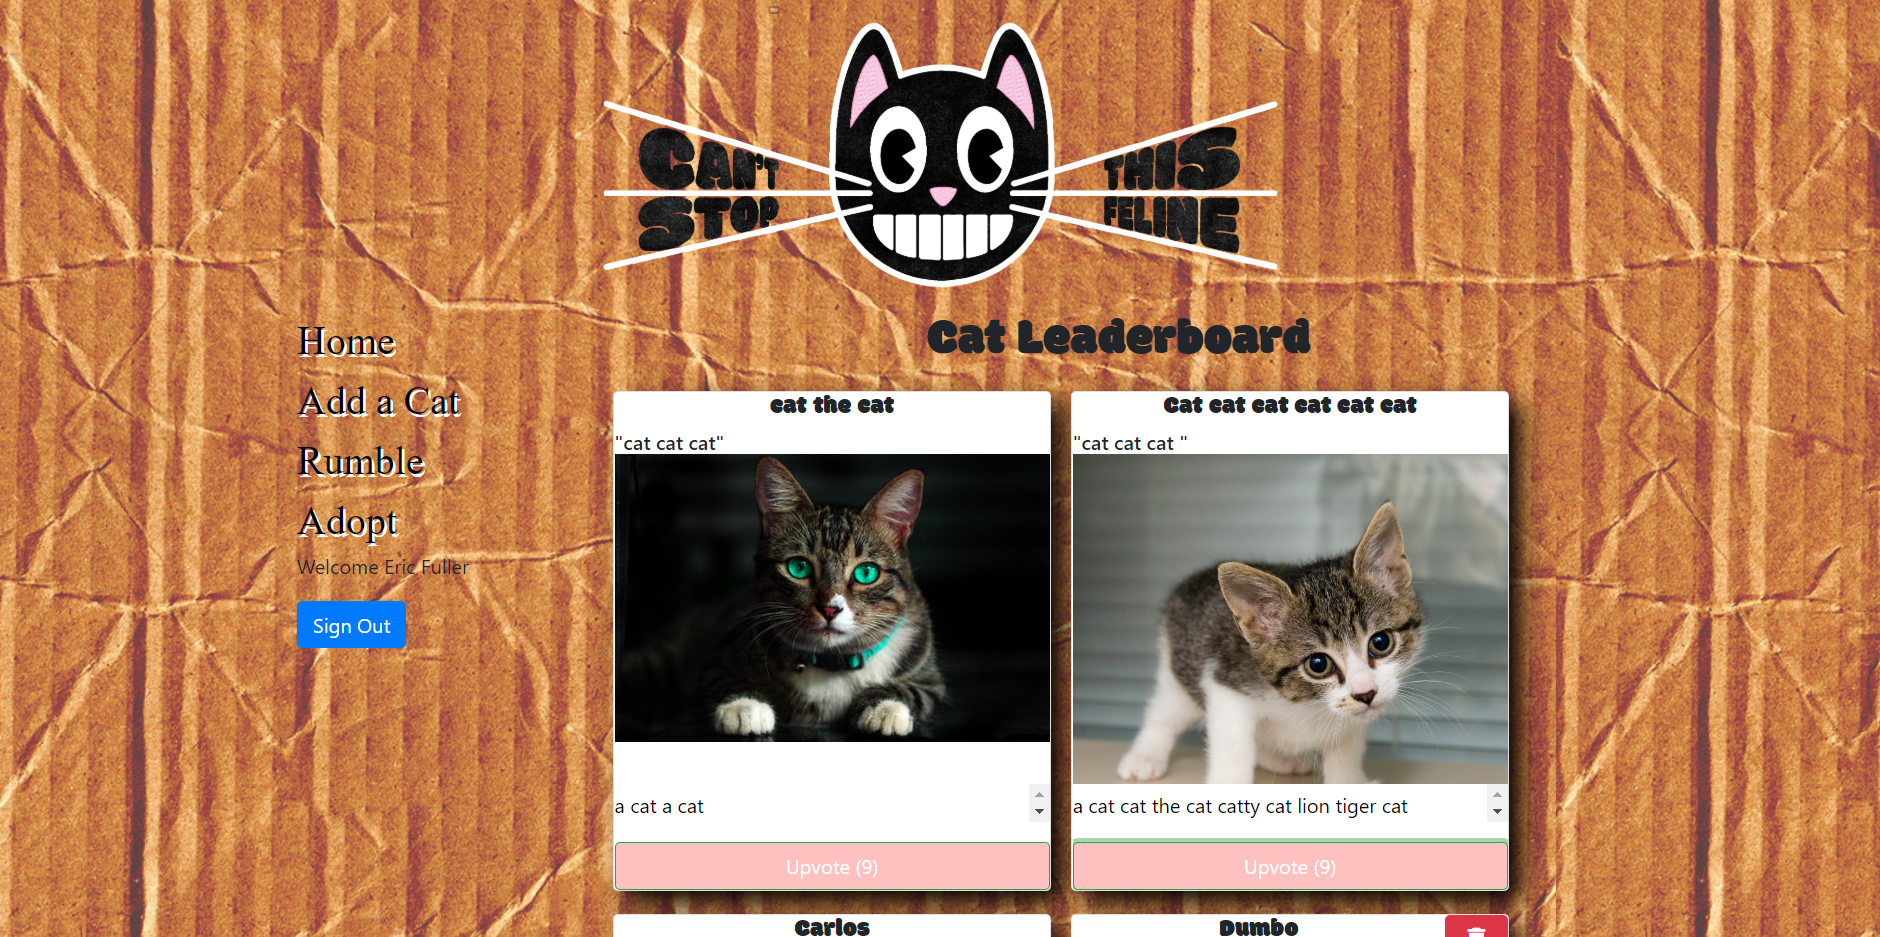 CAN'T STOP
THIS FELINE
Home
Add a Cat
Rumble
Adopt
Welcome Eric Fuller
Sign Out
Cat Leaderboard
cat the cat
"cat cat cat"
a cat a cat
Upvote (9)
Cat cat cat cat cat cat
"cat cat cat "
a cat cat the cat catty cat lion tiger cat
Upvote (9)
Carlos
Dumbo